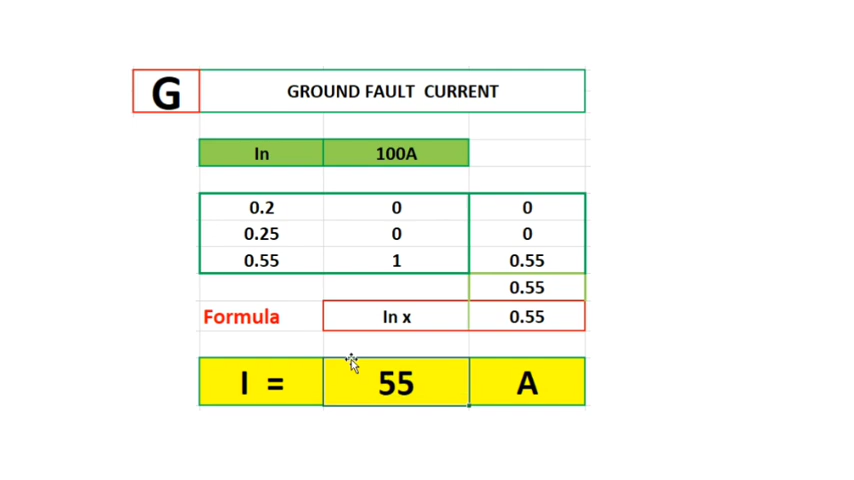 G GROUND FAULT CURRENT
In 100A
0.2 0 0
0.25 0 0
0.55 1 0.55
0.55
Formula In x 0.55
I = 55 A